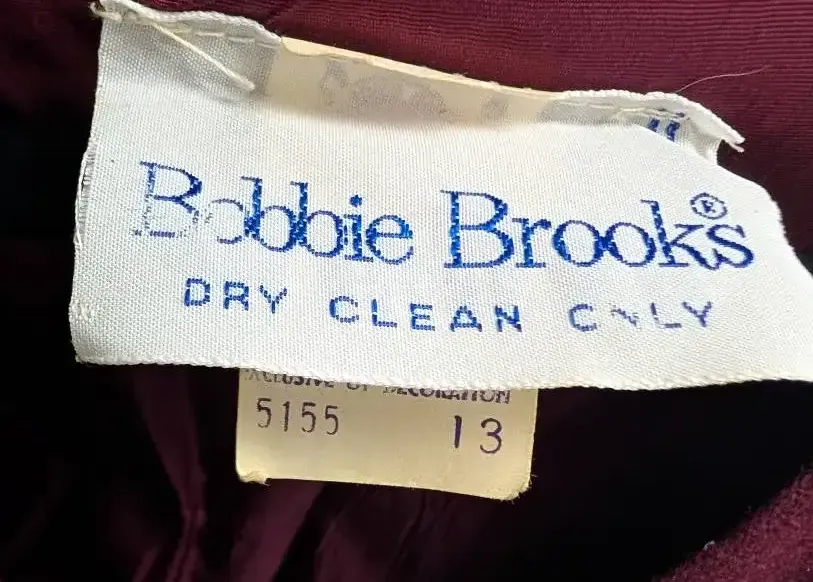 Bobbie Brooks®
DRY CLEAN ONLY
EXCLUSIVE OF DECORATION
5155 13